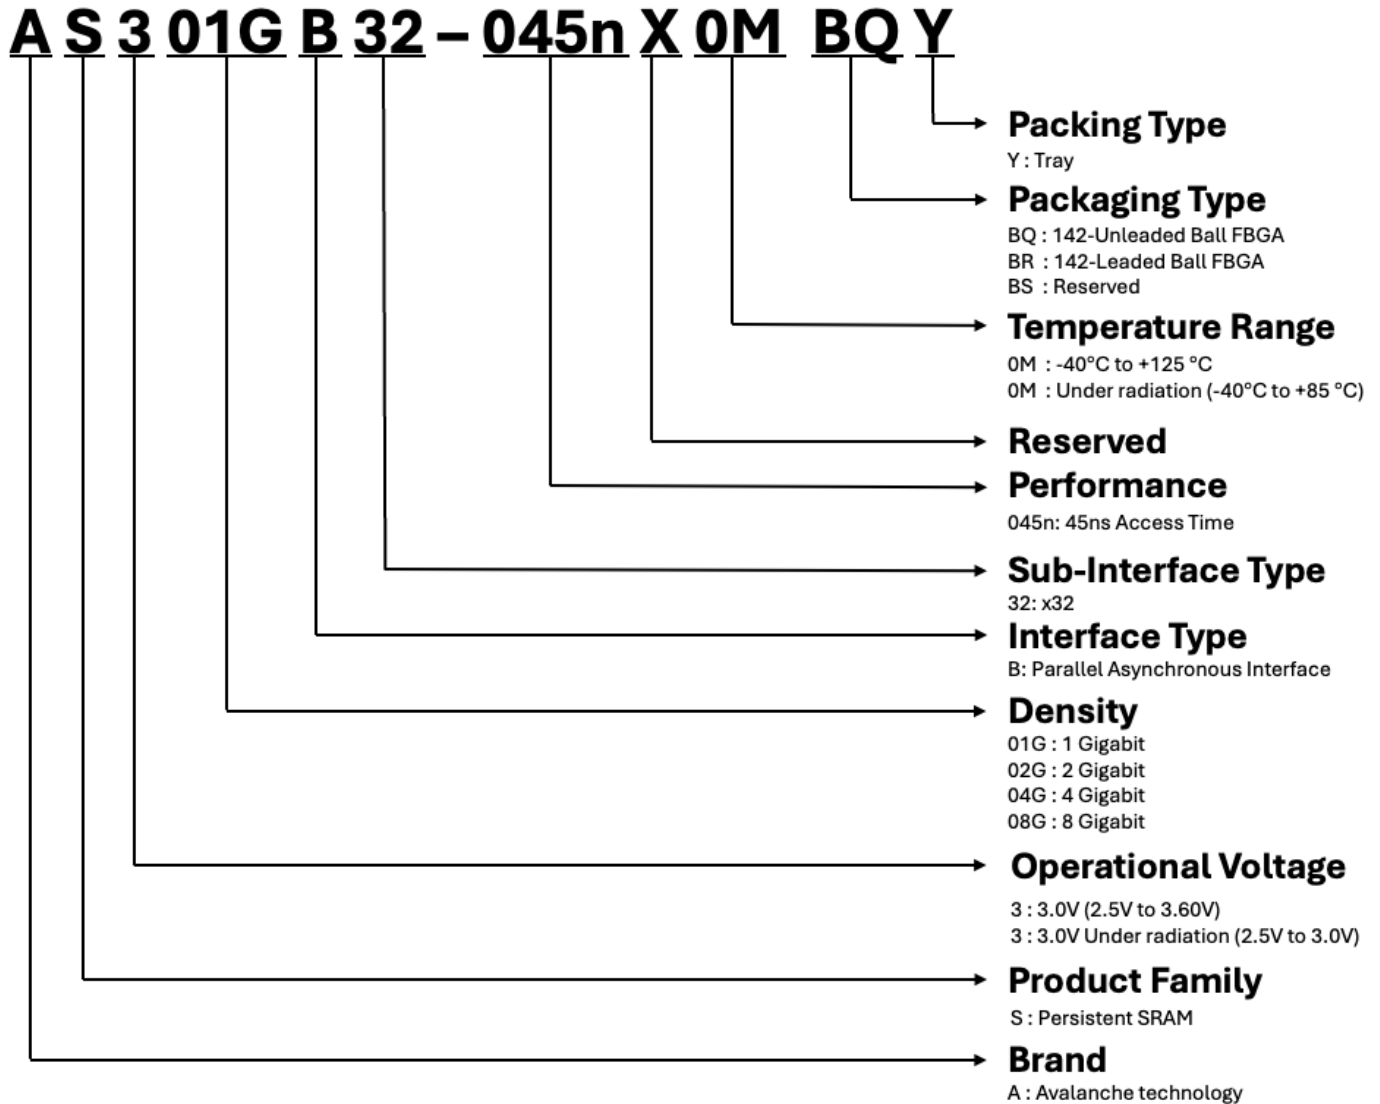 A S 3 01G B 32 – 045n X 0M BQ Y
Packing Type
Y : Tray
Packaging Type
BQ : 142-Unleaded Ball FBGA
BR : 142-Leaded Ball FBGA
BS : Reserved
Temperature Range
0M : -40°C to +125 °C
0M : Under radiation (-40°C to +85 °C)
Reserved
Performance
045n: 45ns Access Time
Sub-Interface Type
32: x32
Interface Type
B: Parallel Asynchronous Interface
Density
01G : 1 Gigabit
02G : 2 Gigabit
04G : 4 Gigabit
08G : 8 Gigabit
Operational Voltage
3 : 3.0V (2.5V to 3.60V)
3 : 3.0V Under radiation (2.5V to 3.0V)
Product Family
S : Persistent SRAM
Brand
A : Avalanche technology